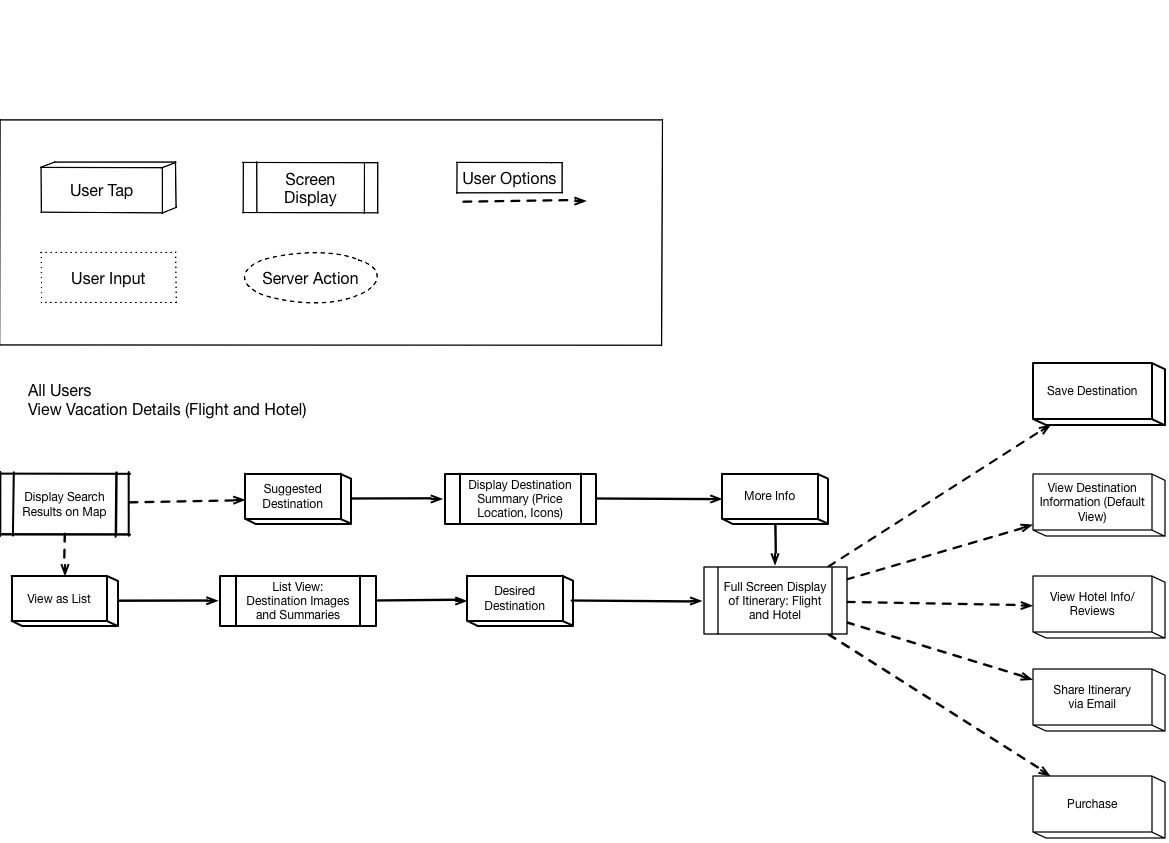 User Tap
Screen
Display
User Options
User Input
Server Action
All Users
View Vacation Details (Flight and Hotel)
Save Destination
Display Search
Results on Map
Suggested
Destination
Display Destination
Summary (Price
Location, Icons)
More Info
View Destination
Information (Default
View)
View as List
List View:
Destination Images
and Summaries
Desired
Destination
Full Screen Display
of Itinerary: Flight
and Hotel
View Hotel Info/
Reviews
Share Itinerary
via Email
Purchase